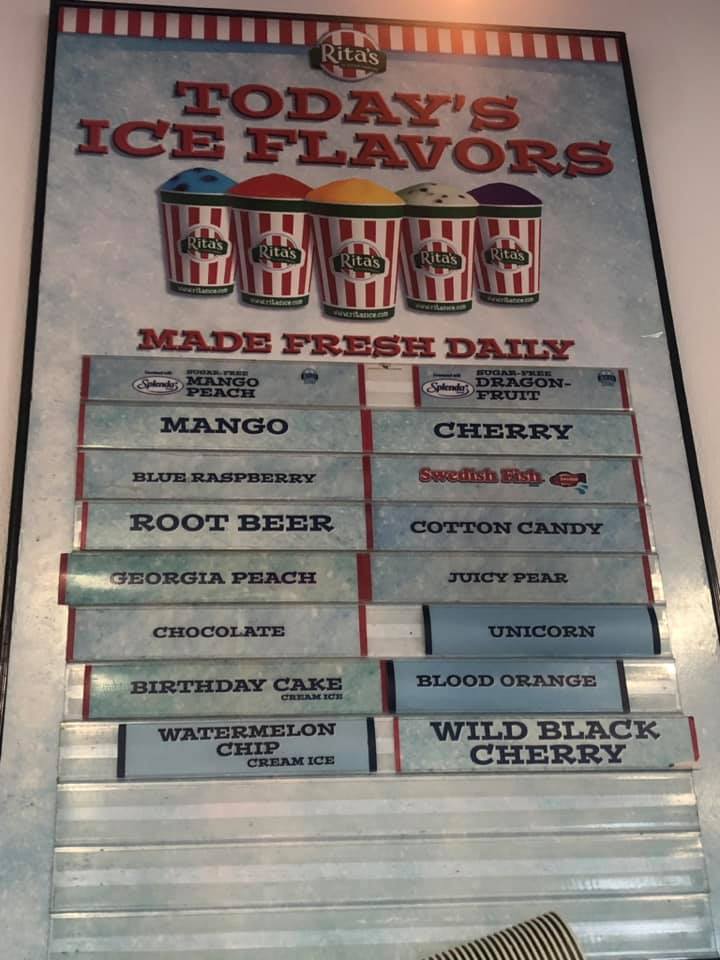 Rita's
TODAY'S
ICE FLAVORS
Rita's Rita's Rita's Rita's Rita's
MADE FRESH DAILY
Splenda SUGAR-FREE
MANGO
PEACH
Splenda SUGAR-FREE
DRAGON-
FRUIT
MANGO
CHERRY
BLUE RASPBERRY
Swedish Fish
ROOT BEER
COTTON CANDY
GEORGIA PEACH
JUICY PEAR
CHOCOLATE
UNICORN
BIRTHDAY CAKE
CREAM ICE
BLOOD ORANGE
WATERMELON
CHIP
CREAM ICE
WILD BLACK
CHERRY